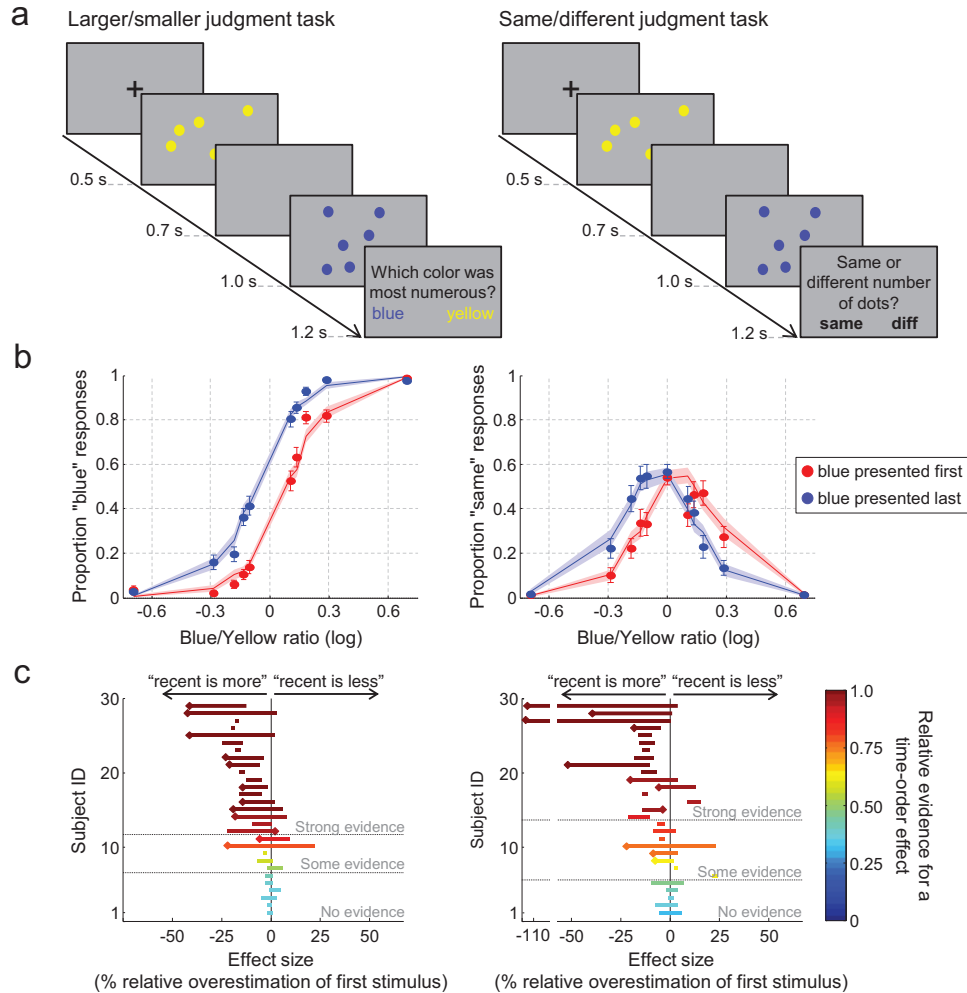 a
Larger/smaller judgment task
0.5 s
0.7 s
1.0 s
1.2 s
Which color was
most numerous?
blue yellow
Same/different judgment task
0.5 s
0.7 s
1.0 s
1.2 s
Same or
different number
of dots?
same diff
b
Proportion "blue" responses
1
0.8
0.6
0.4
0.2
0
-0.6 -0.3 0 0.3 0.6
Blue/Yellow ratio (log)
Proportion "same" responses
1
0.8
0.6
0.4
0.2
0
-0.6 -0.3 0 0.3 0.6
Blue/Yellow ratio (log)
blue presented first
blue presented last
c
“recent is more” “recent is less”
Subject ID
30
20
10
1
Strong evidence
Some evidence
No evidence
-50 -25 0 25 50
Effect size
(% relative overestimation of first stimulus)
“recent is more” “recent is less”
Subject ID
30
20
10
1
Strong evidence
Some evidence
No evidence
-110 -50 -25 0 25 50
Effect size
(% relative overestimation of first stimulus)
1.0
0.75
0.50
0.25
0
Relative evidence for a
time-order effect